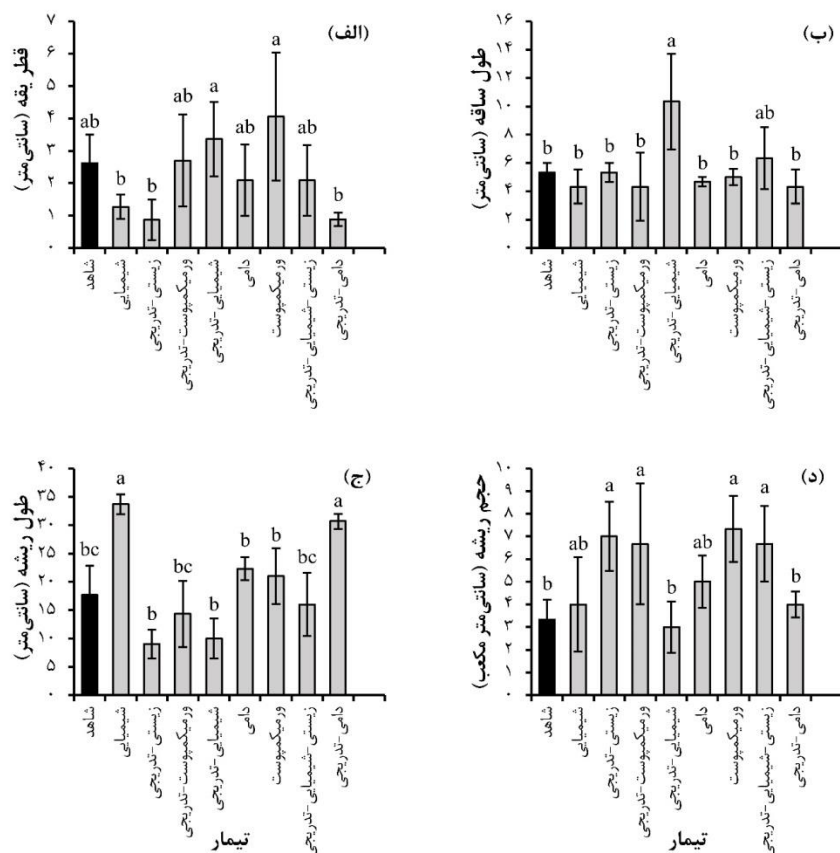 (الف)
قطر یقه (سانتی‌متر)
۷
۶
۵
۴
۳
۲
۱
۰
ab b b ab a ab a ab b
شاهد
شیمیایی
زیستی-تدریجی
ورمیکمپوست-تدریجی
شیمیایی-تدریجی
دامی
ورمیکمپوست
زیستی-شیمیایی-تدریجی
دامی-تدریجی
(ب)
طول ساقه (سانتی‌متر)
۱۶
۱۴
۱۲
۱۰
۸
۶
۴
۲
۰
b b b b a b b ab b
شاهد
شیمیایی
زیستی-تدریجی
ورمیکمپوست-تدریجی
شیمیایی-تدریجی
دامی
ورمیکمپوست
زیستی-شیمیایی-تدریجی
دامی-تدریجی
(ج)
طول ریشه (سانتی‌متر)
۴۰
۳۵
۳۰
۲۵
۲۰
۱۵
۱۰
۵
۰
bc a b bc b b b bc a
شاهد
شیمیایی
زیستی-تدریجی
ورمیکمپوست-تدریجی
شیمیایی-تدریجی
دامی
ورمیکمپوست
زیستی-شیمیایی-تدریجی
دامی-تدریجی
تیمار
(د)
حجم ریشه (سانتی‌متر مکعب)
۱۰
۹
۸
۷
۶
۵
۴
۳
۲
۱
۰
b ab a a b ab a a b
شاهد
شیمیایی
زیستی-تدریجی
ورمیکمپوست-تدریجی
شیمیایی-تدریجی
دامی
ورمیکمپوست
زیستی-شیمیایی-تدریجی
دامی-تدریجی
تیمار